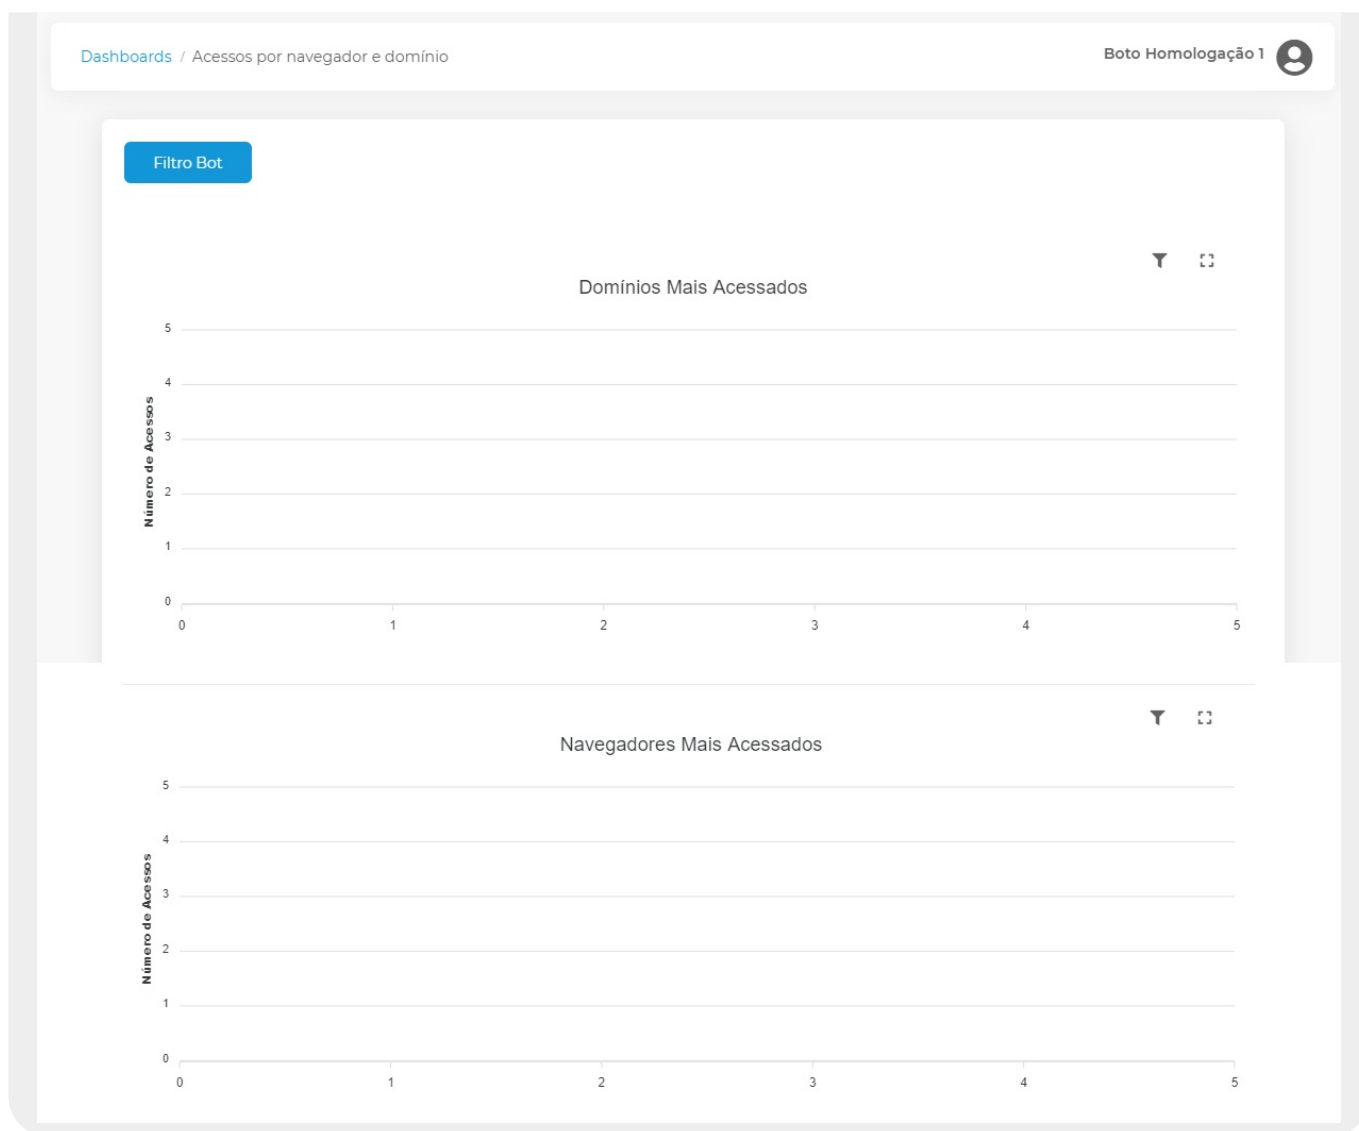 Dashboards / Acessos por navegador e domínio
Boto Homologação 1
Filtro Bot
Domínios Mais Acessados
Número de Acessos
5
4
3
2
1
0
0 1 2 3 4 5
Navegadores Mais Acessados
Número de Acessos
5
4
3
2
1
0
0 1 2 3 4 5